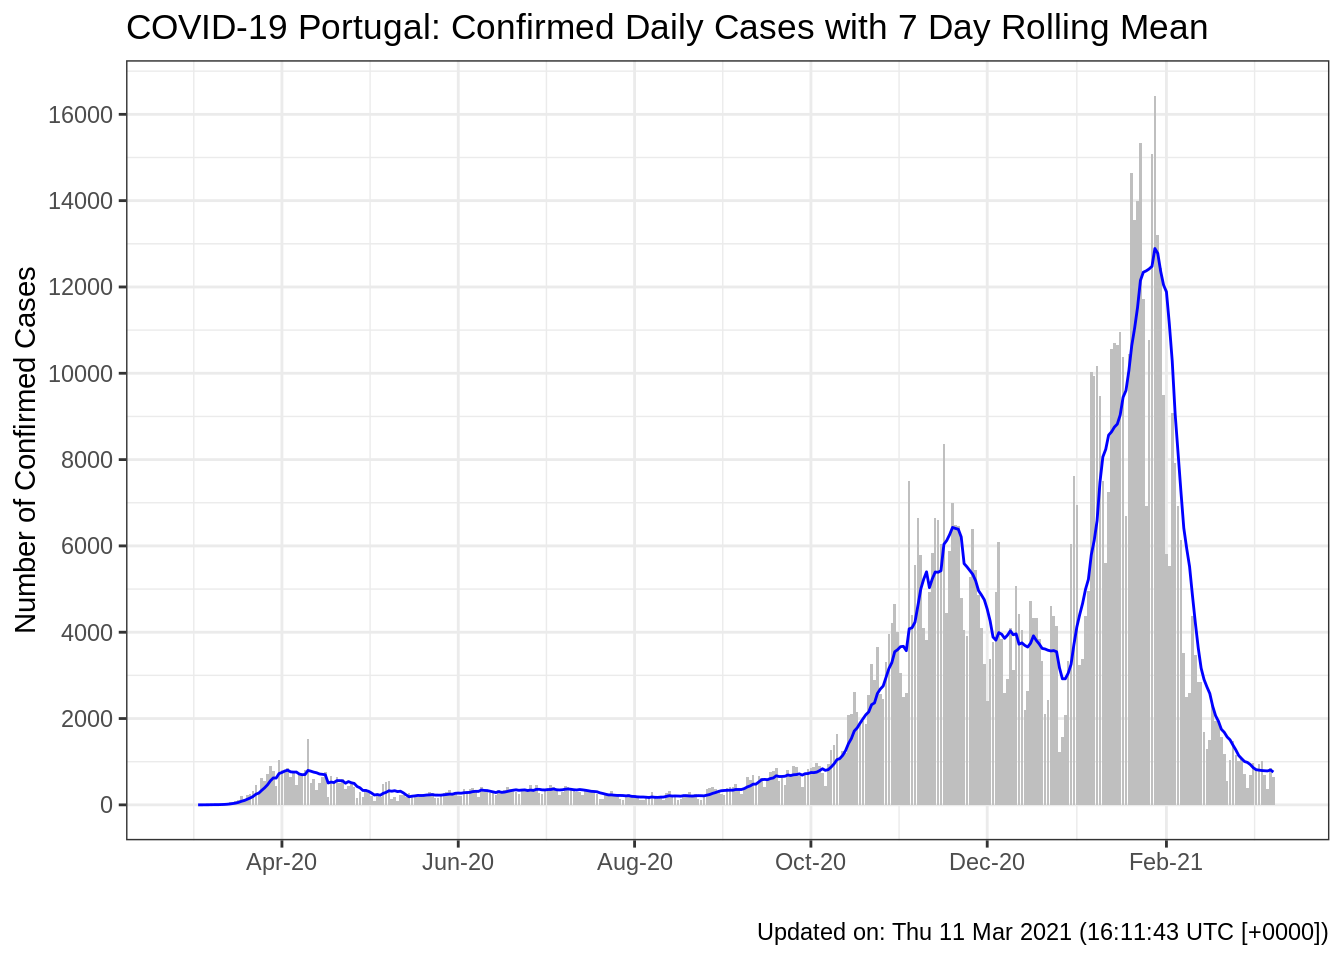 COVID-19 Portugal: Confirmed Daily Cases with 7 Day Rolling Mean
Number of Confirmed Cases
16000
14000
12000
10000
8000
6000
4000
2000
0
Apr-20 Jun-20 Aug-20 Oct-20 Dec-20 Feb-21
Updated on: Thu 11 Mar 2021 (16:11:43 UTC [+0000])